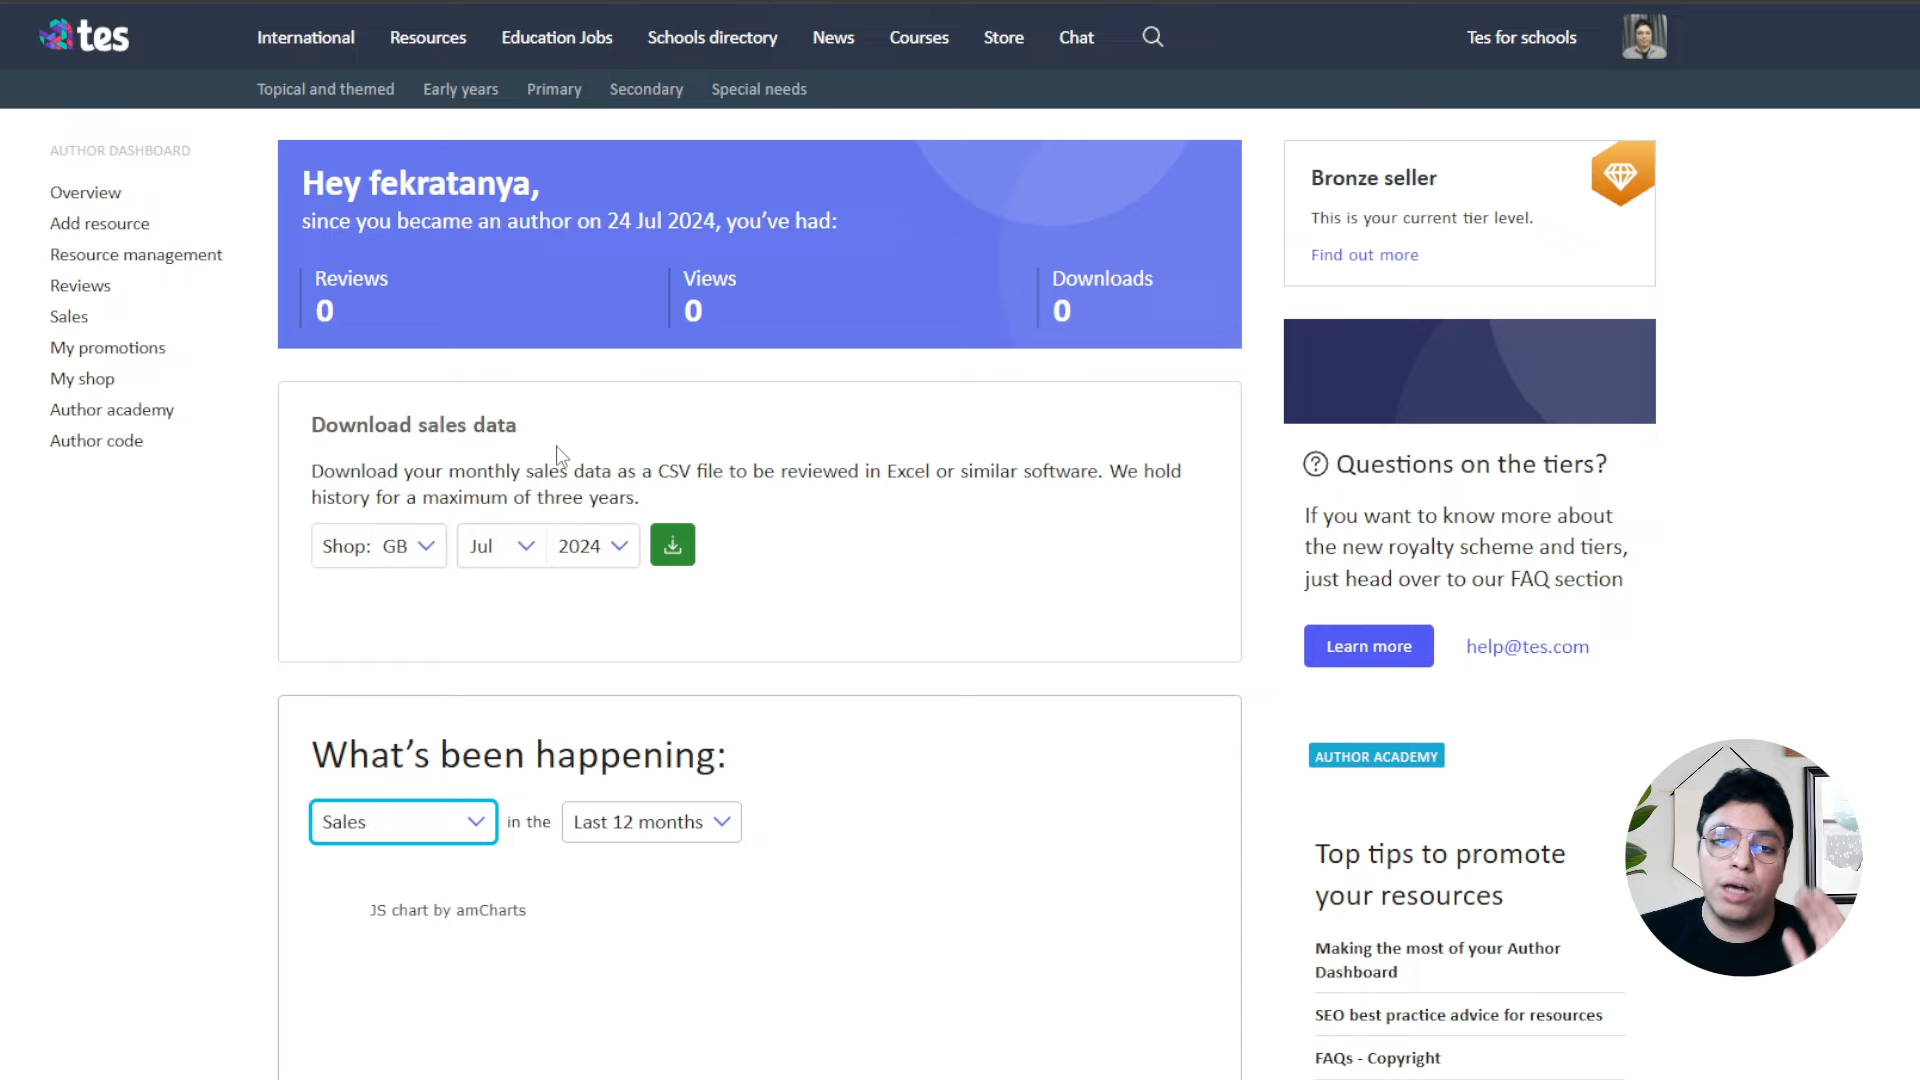 tes
International
Resources
Education Jobs
Schools directory
News
Courses
Store
Chat
Tes for schools
Topical and themed
Early years
Primary
Secondary
Special needs
AUTHOR DASHBOARD
Overview
Add resource
Resource management
Reviews
Sales
My promotions
My shop
Author academy
Author code
Hey fekratanya,
since you became an author on 24 Jul 2024, you've had:
Reviews
0
Views
0
Downloads
0
Download sales data
Download your monthly sales data as a CSV file to be reviewed in Excel or similar software. We hold
history for a maximum of three years.
Shop: GB
Jul
2024
What's been happening:
Sales
in the
Last 12 months
JS chart by amCharts
Bronze seller
This is your current tier level.
Find out more
Questions on the tiers?
If you want to know more about
the new royalty scheme and tiers,
just head over to our FAQ section
Learn more
help@tes.com
AUTHOR ACADEMY
Top tips to promote
your resources
Making the most of your Author
Dashboard
SEO best practice advice for resources
FAQs - Copyright